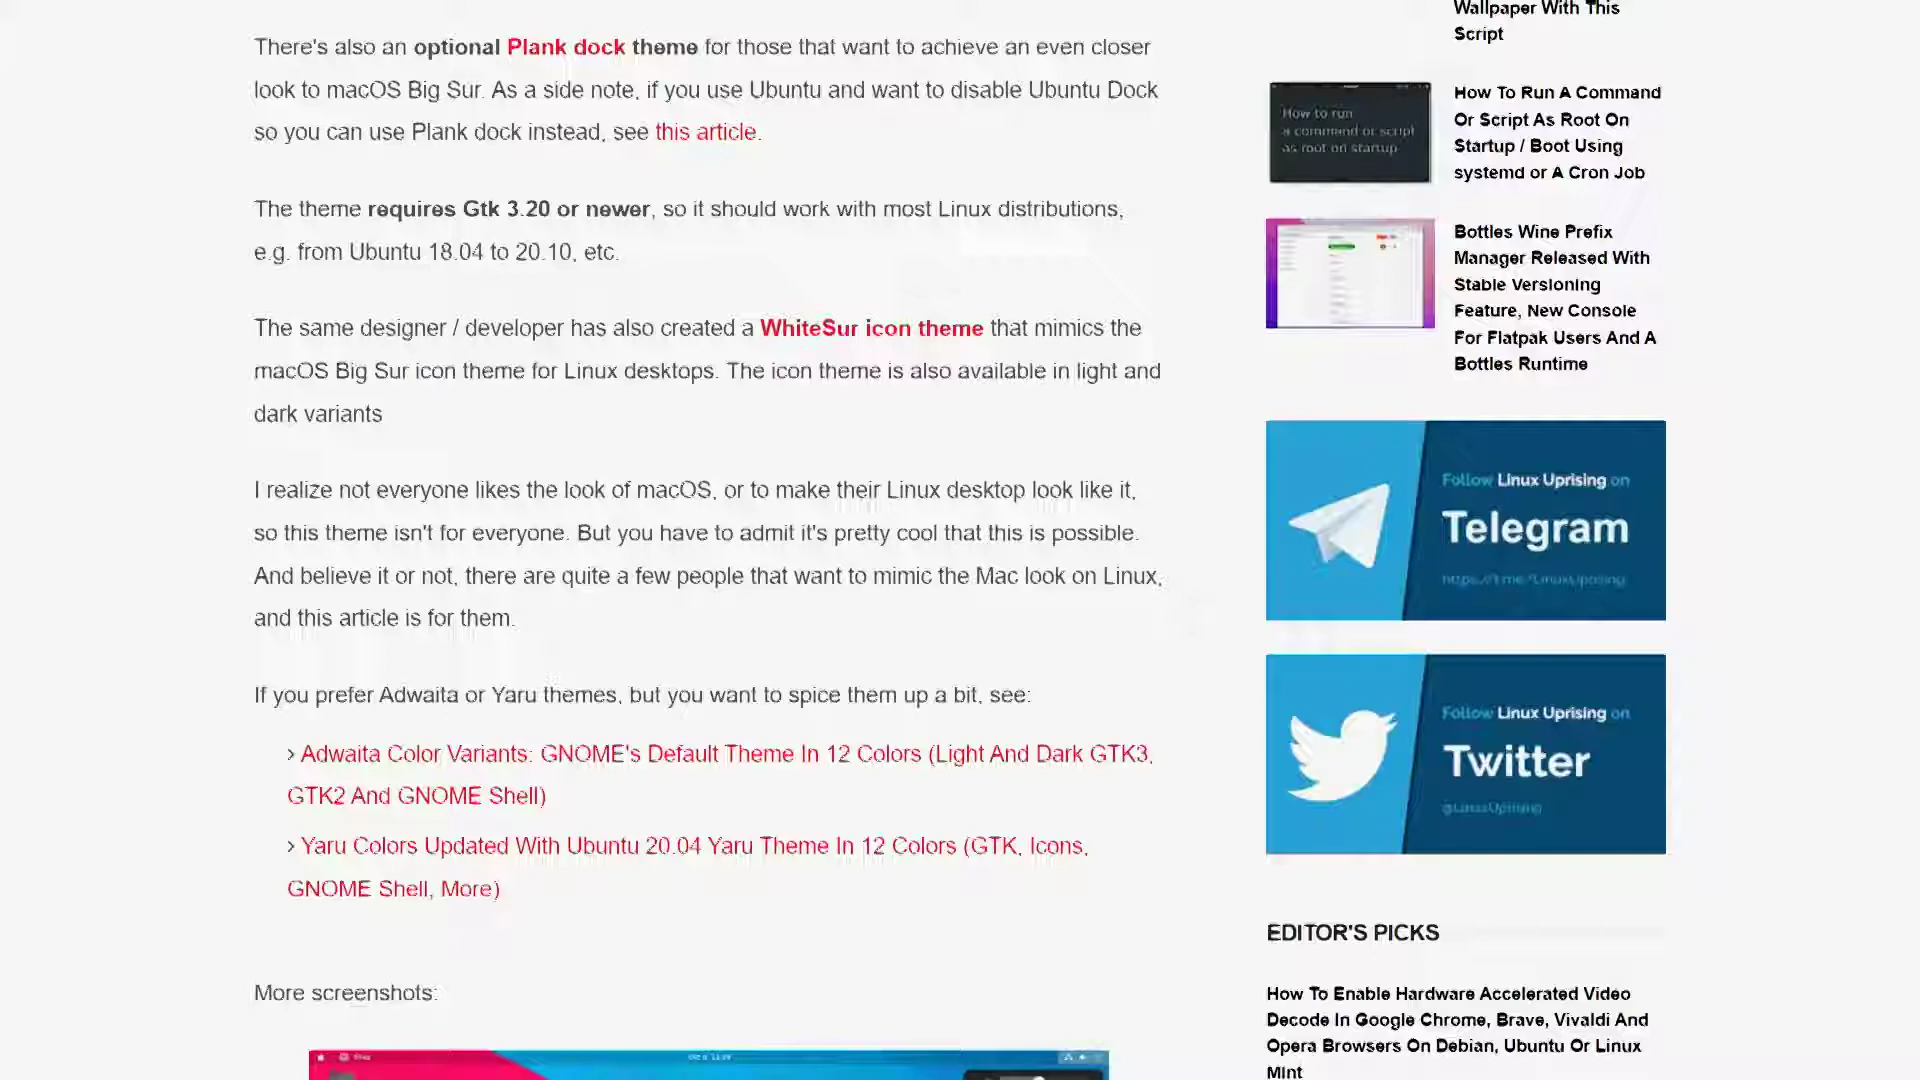 There's also an optional Plank dock theme for those that want to achieve an even closer
look to macOS Big Sur. As a side note, if you use Ubuntu and want to disable Ubuntu Dock
so you can use Plank dock instead, see this article.
The theme requires Gtk 3.20 or newer, so it should work with most Linux distributions,
e.g. from Ubuntu 18.04 to 20.10, etc.
The same designer / developer has also created a WhiteSur icon theme that mimics the
macOS Big Sur icon theme for Linux desktops. The icon theme is also available in light and
dark variants
I realize not everyone likes the look of macOS, or to make their Linux desktop look like it,
so this theme isn't for everyone. But you have to admit it's pretty cool that this is possible.
And believe it or not, there are quite a few people that want to mimic the Mac look on Linux,
and this article is for them.
If you prefer Adwaita or Yaru themes, but you want to spice them up a bit, see:
› Adwaita Color Variants: GNOME's Default Theme In 12 Colors (Light And Dark GTK3,
GTK2 And GNOME Shell)
› Yaru Colors Updated With Ubuntu 20.04 Yaru Theme In 12 Colors (GTK, Icons,
GNOME Shell, More)
More screenshots:
Wallpaper With This
Script
How to run
a command or script
as root on startup
How To Run A Command
Or Script As Root On
Startup / Boot Using
systemd or A Cron Job
Bottles Wine Prefix
Manager Released With
Stable Versioning
Feature, New Console
For Flatpak Users And A
Bottles Runtime
Follow Linux Uprising on
Telegram
https://t.me/LinuxUprising
Follow Linux Uprising on
Twitter
@LinuxUprising
EDITOR'S PICKS
How To Enable Hardware Accelerated Video
Decode In Google Chrome, Brave, Vivaldi And
Opera Browsers On Debian, Ubuntu Or Linux
Mint